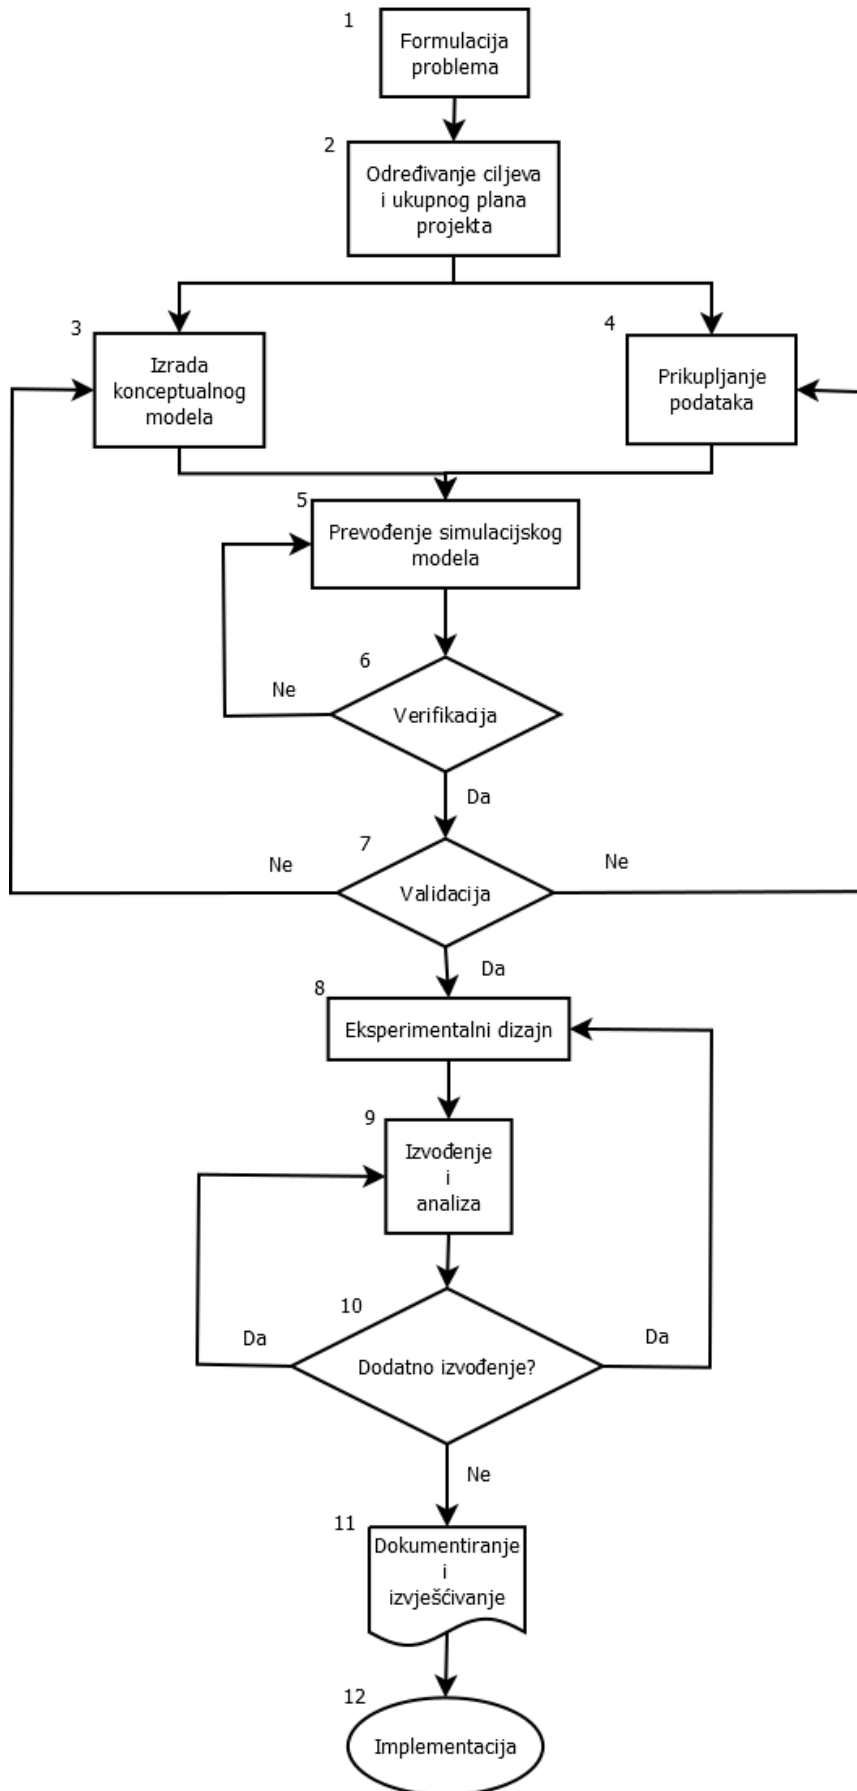 1
Formulacija
problema
2
Određivanje ciljeva
i ukupnog plana
projekta
3
Izrada
konceptualnog
modela
4
Prikupljanje
podataka
5
Prevođenje simulacijskog
modela
6
Ne
Verifikacija
Da
7
Ne
Validacija
Ne
Da
8
Eksperimentalni dizajn
9
Izvođenje
i
analiza
10
Da
Dodatno izvođenje?
Da
Ne
11
Dokumentiranje
i
izvješćivanje
12
Implementacija